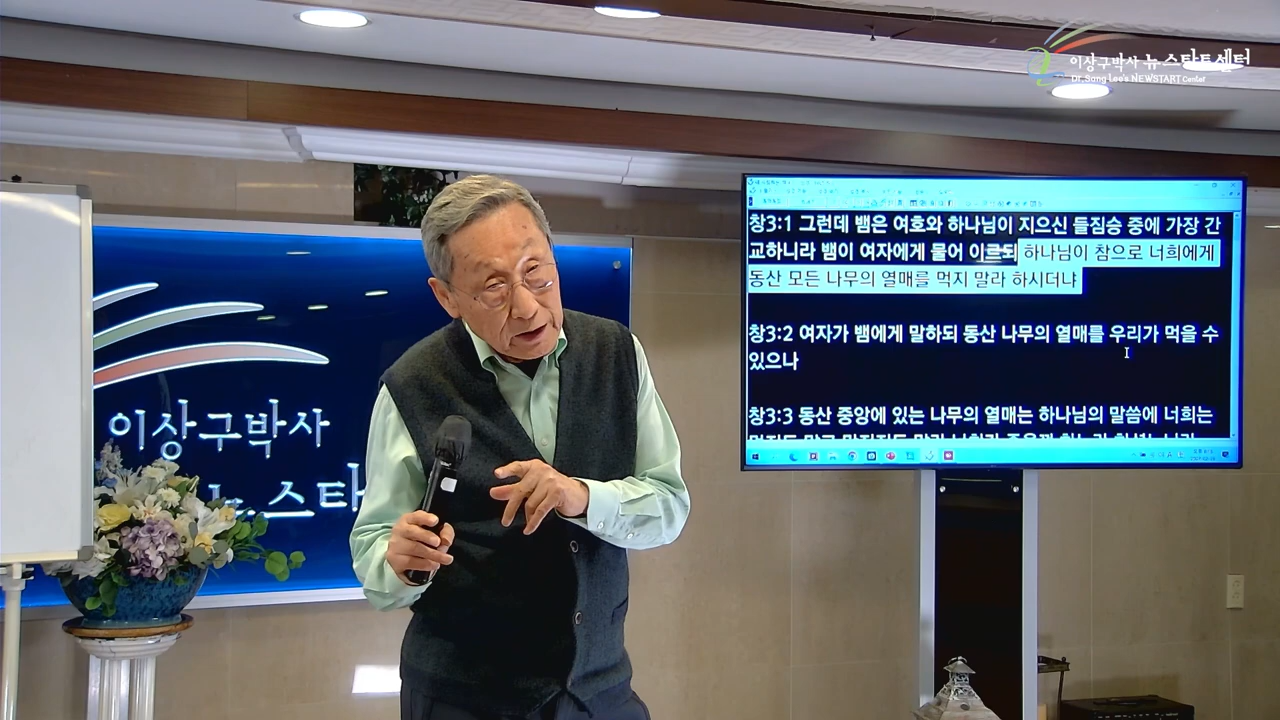 이상구박사 뉴스타트센터
Dr. Sang Lee's NEWSTART Center
창3:1 그런데 뱀은 여호와 하나님이 지으신 들짐승 중에 가장 간
교하니라 뱀이 여자에게 물어 이르되 하나님이 참으로 너희에게
동산 모든 나무의 열매를 먹지 말라 하시더냐
창3:2 여자가 뱀에게 말하되 동산 나무의 열매를 우리가 먹을 수
있으나
창3:3 동산 중앙에 있는 나무의 열매는 하나님의 말씀에 너희는
이상구박사
뉴스타